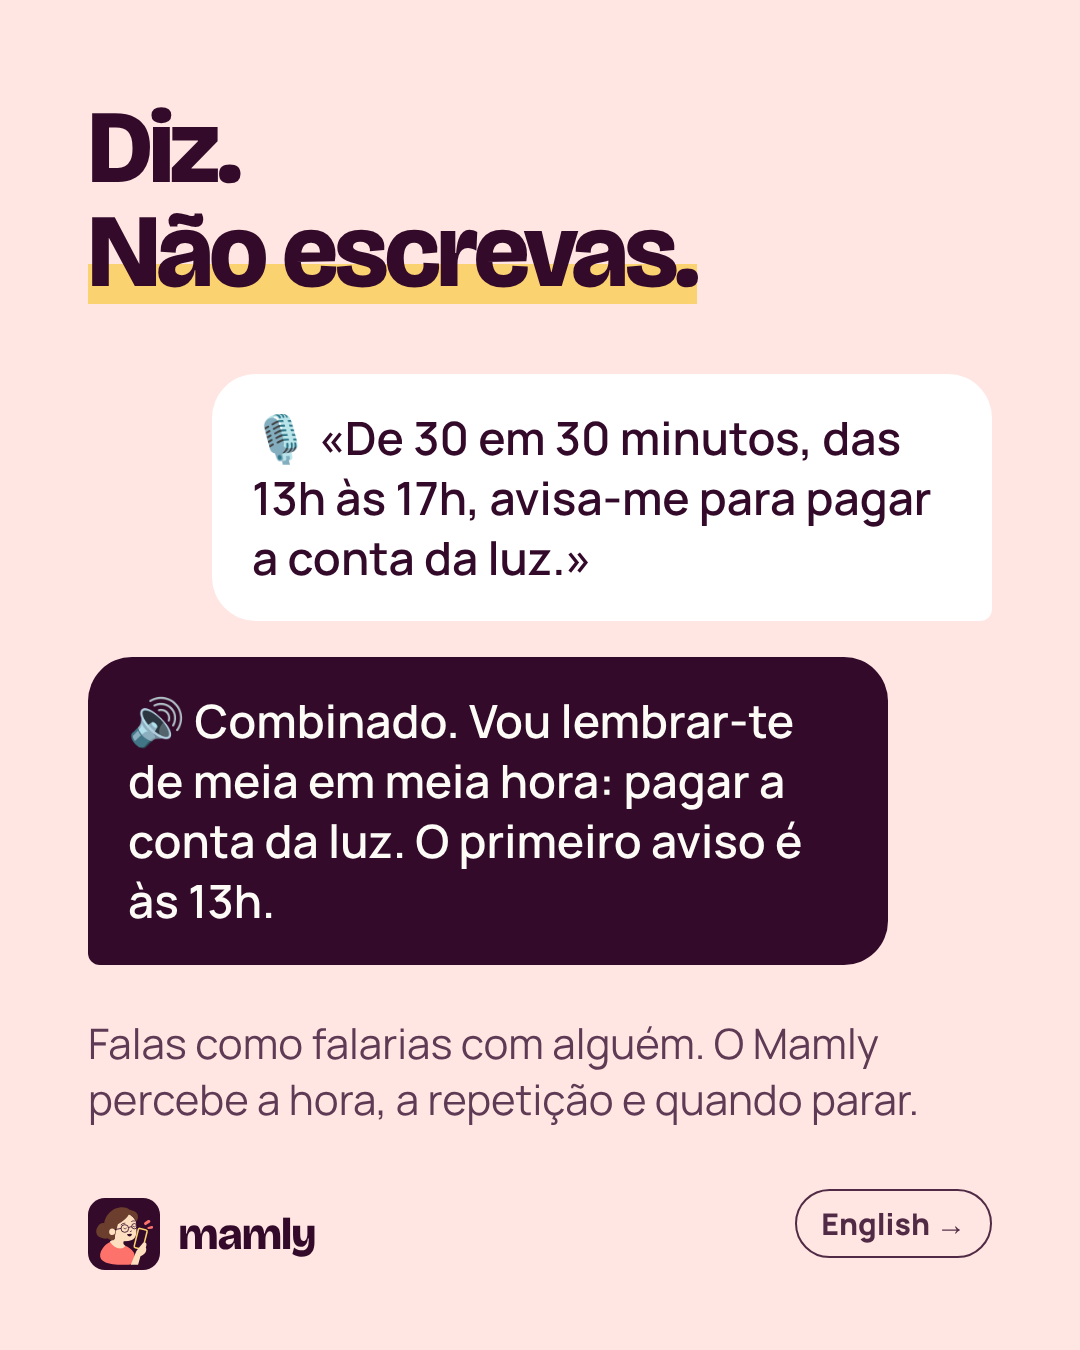 Diz.
Não escrevas.
🎙️ «De 30 em 30 minutos, das
13h às 17h, avisa-me para pagar
a conta da luz.»
🔊 Combinado. Vou lembrar-te
de meia em meia hora: pagar a
conta da luz. O primeiro aviso é
às 13h.
Falas como falarias com alguém. O Mamly
percebe a hora, a repetição e quando parar.
mamly
English →